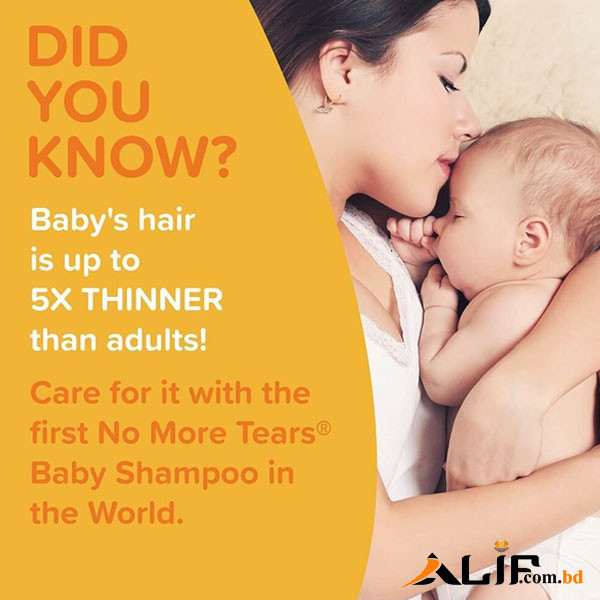 DID
YOU
KNOW?
Baby's hair
is up to
5X THINNER
than adults!
Care for it with the
first No More Tears®
Baby Shampoo in
the World.
ALIF.com.bd